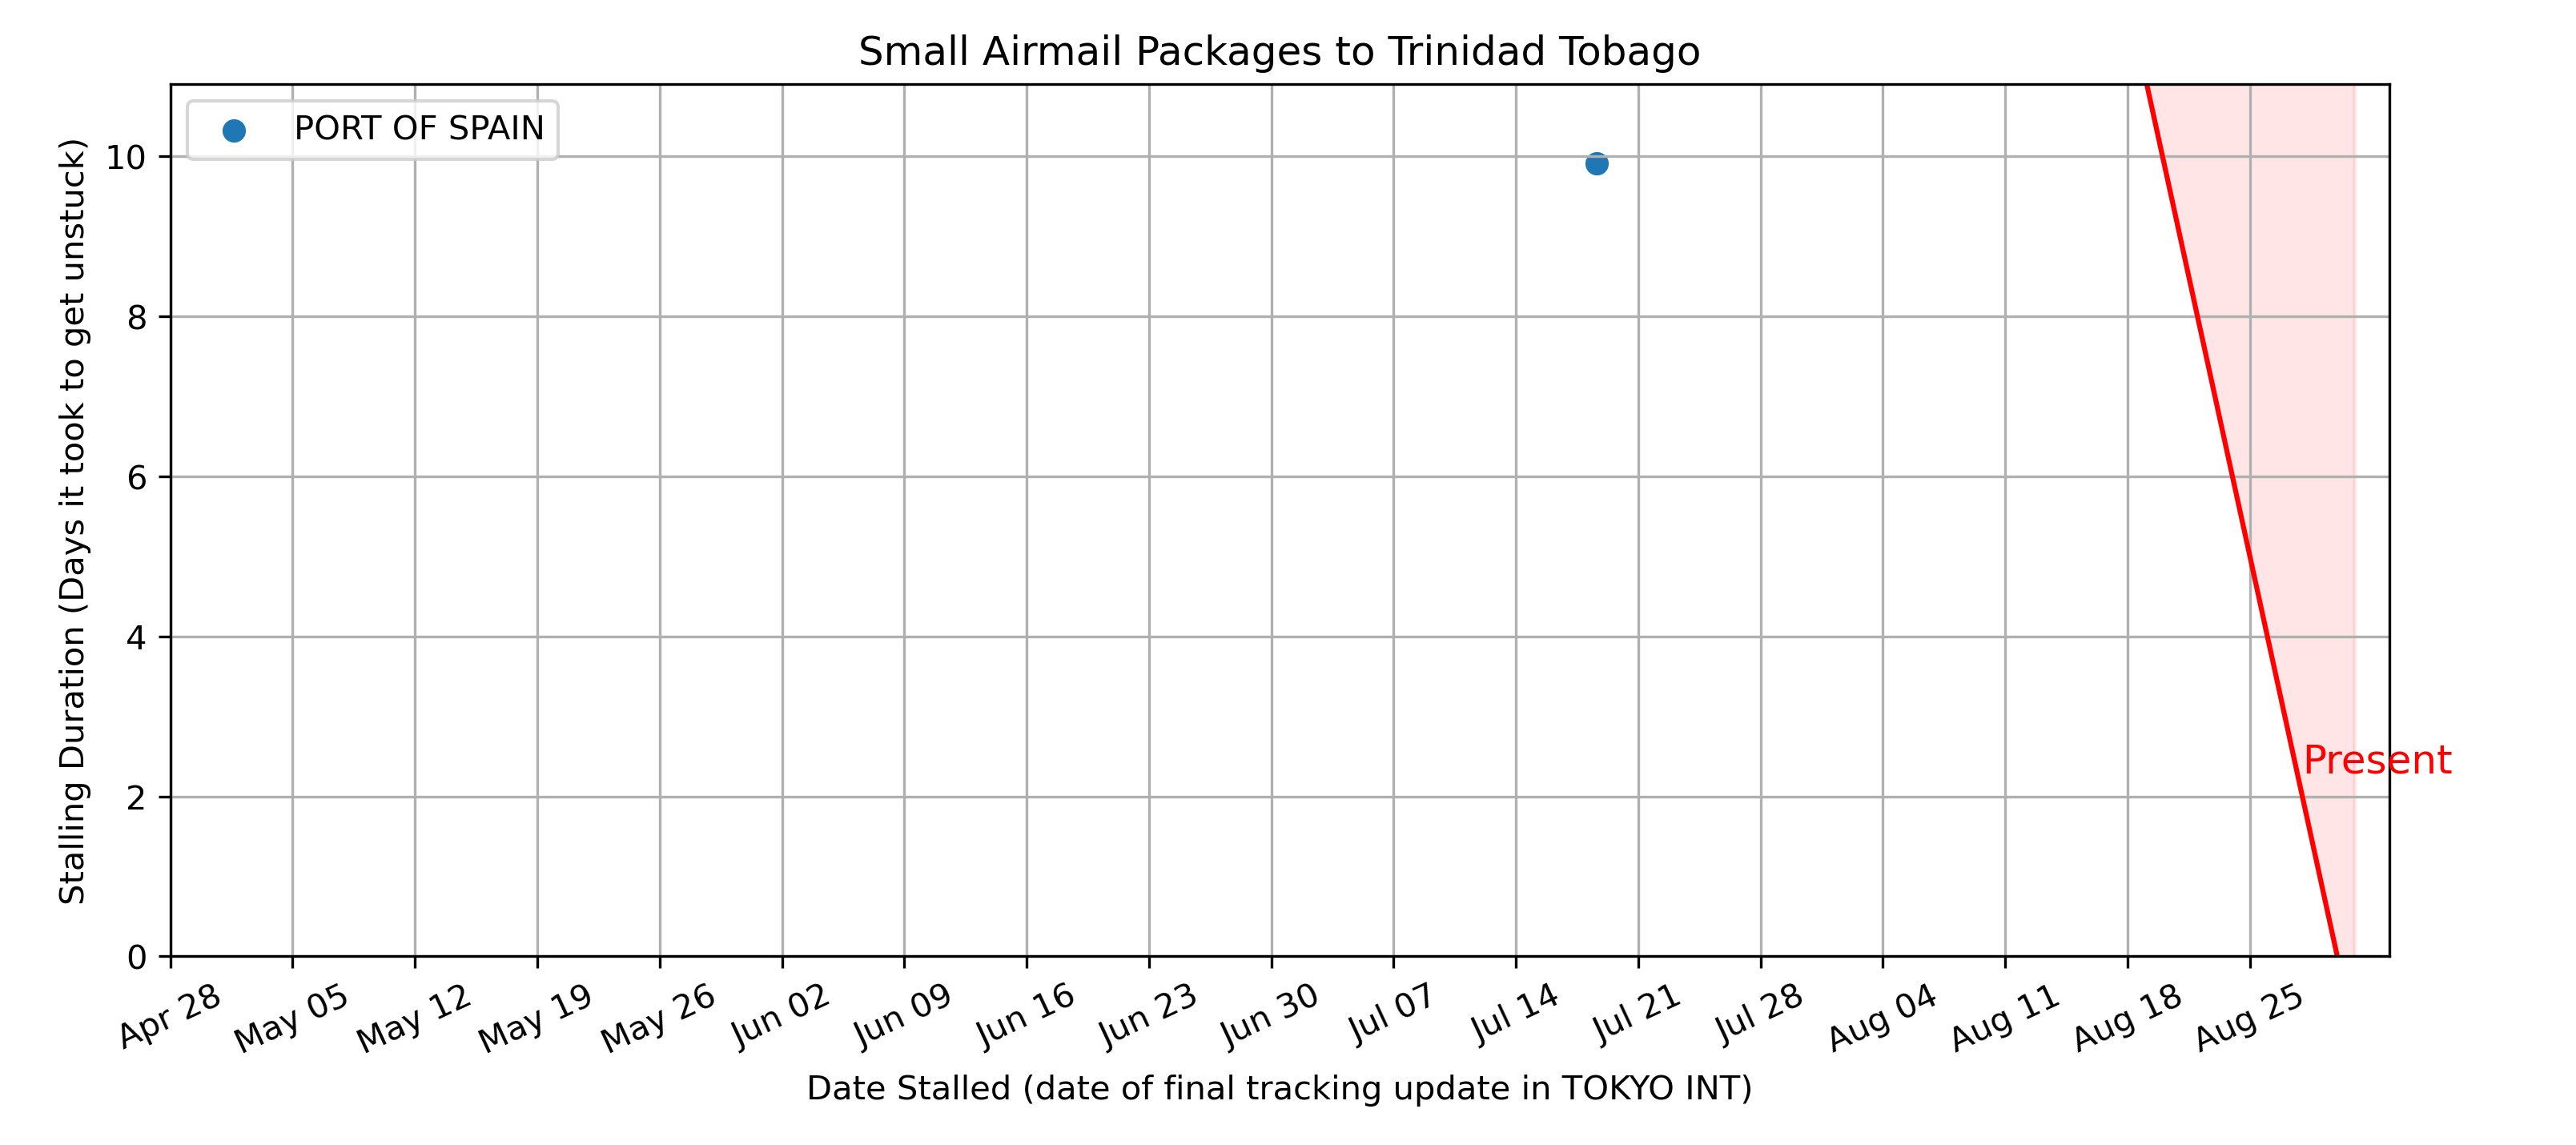 Small Airmail Packages to Trinidad Tobago
PORT OF SPAIN
Stalling Duration (Days it took to get unstuck)
10
8
6
4
2
0
Present
Apr 28
May 05
May 12
May 19
May 26
Jun 02
Jun 09
Jun 16
Jun 23
Jun 30
Jul 07
Jul 14
Jul 21
Jul 28
Aug 04
Aug 11
Aug 18
Aug 25
Date Stalled (date of final tracking update in TOKYO INT)